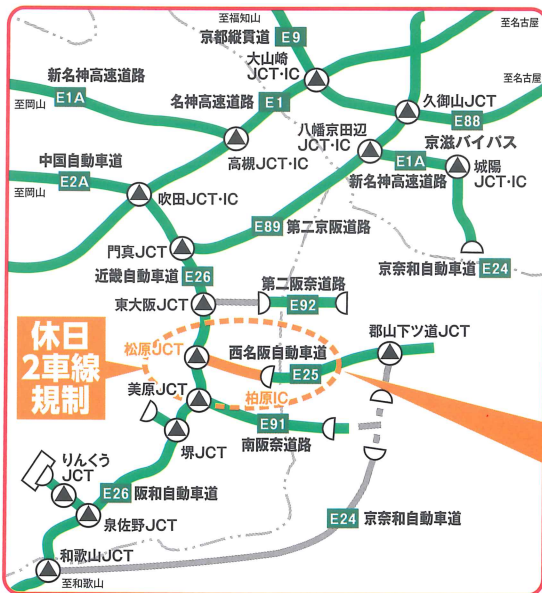 至福知山
至名古屋
京都縦貫道
E9
大山崎
JCT・IC
新名神高速道路
至名古屋
至岡山
E1A
名神高速道路
E1
久御山JCT
E88
八幡京田辺
JCT・IC
京滋バイパス
高槻JCT・IC
中国自動車道
E1A
城陽
JCT・IC
E2A
新名神高速道路
至岡山
吹田JCT・IC
E89
第二京阪道路
門真JCT
近畿自動車道
E26
京奈和自動車道
E24
第二阪奈道路
東大阪JCT
E92
休日
2車線
規制
郡山下ツ道JCT
松原JCT
西名阪自動車道
E25
美原JCT
柏原IC
E91
南阪奈道路
堺JCT
りんくう
JCT
E26
阪和自動車道
泉佐野JCT
E24
京奈和自動車道
和歌山JCT
至和歌山